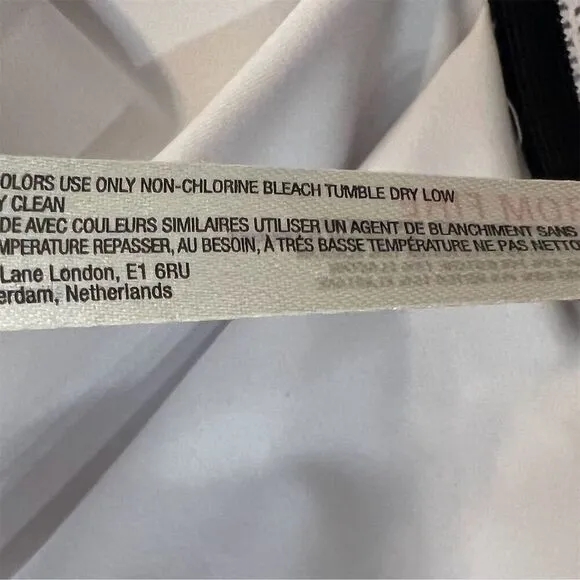 COLORS USE ONLY NON-CHLORINE BLEACH TUMBLE DRY LOW
CLEAN
AVEC COULEURS SIMILAIRES UTILISER UN AGENT DE BLANCHIMENT SANS
MPERATURE REPASSER, AU BESOIN, À TRÉS BASSE TEMPÉRATURE NE PAS NETTO
Lane London, E1 6RU
erdam, Netherlands